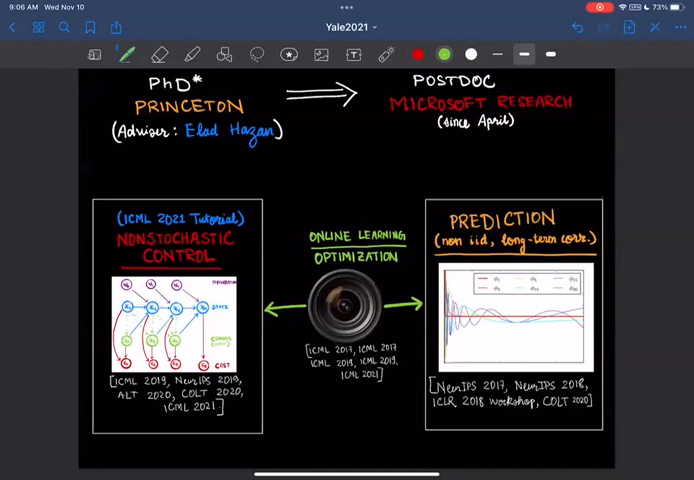 9:06 AM Wed Nov 10
73%
Yale2021
PhD* PRINCETON
(Adviser: Elad Hazan)
POSTDOC
MICROSOFT RESEARCH
(since April)
(ICML 2021 Tutorial)
NONSTOCHASTIC
CONTROL
STATE
COST
[ICML 2019, NeurIPS 2019,
ALT 2020, COLT 2020,
ICML 2021]
ONLINE LEARNING
OPTIMIZATION
[ICML 2017, ICML 2017
ICML 2019, ICML 2019,
ICML 2021]
PREDICTION
(non iid, long-term corr.)
[NeurIPS 2017, NeurIPS 2018,
ICLR 2018 workshop, COLT 2020]